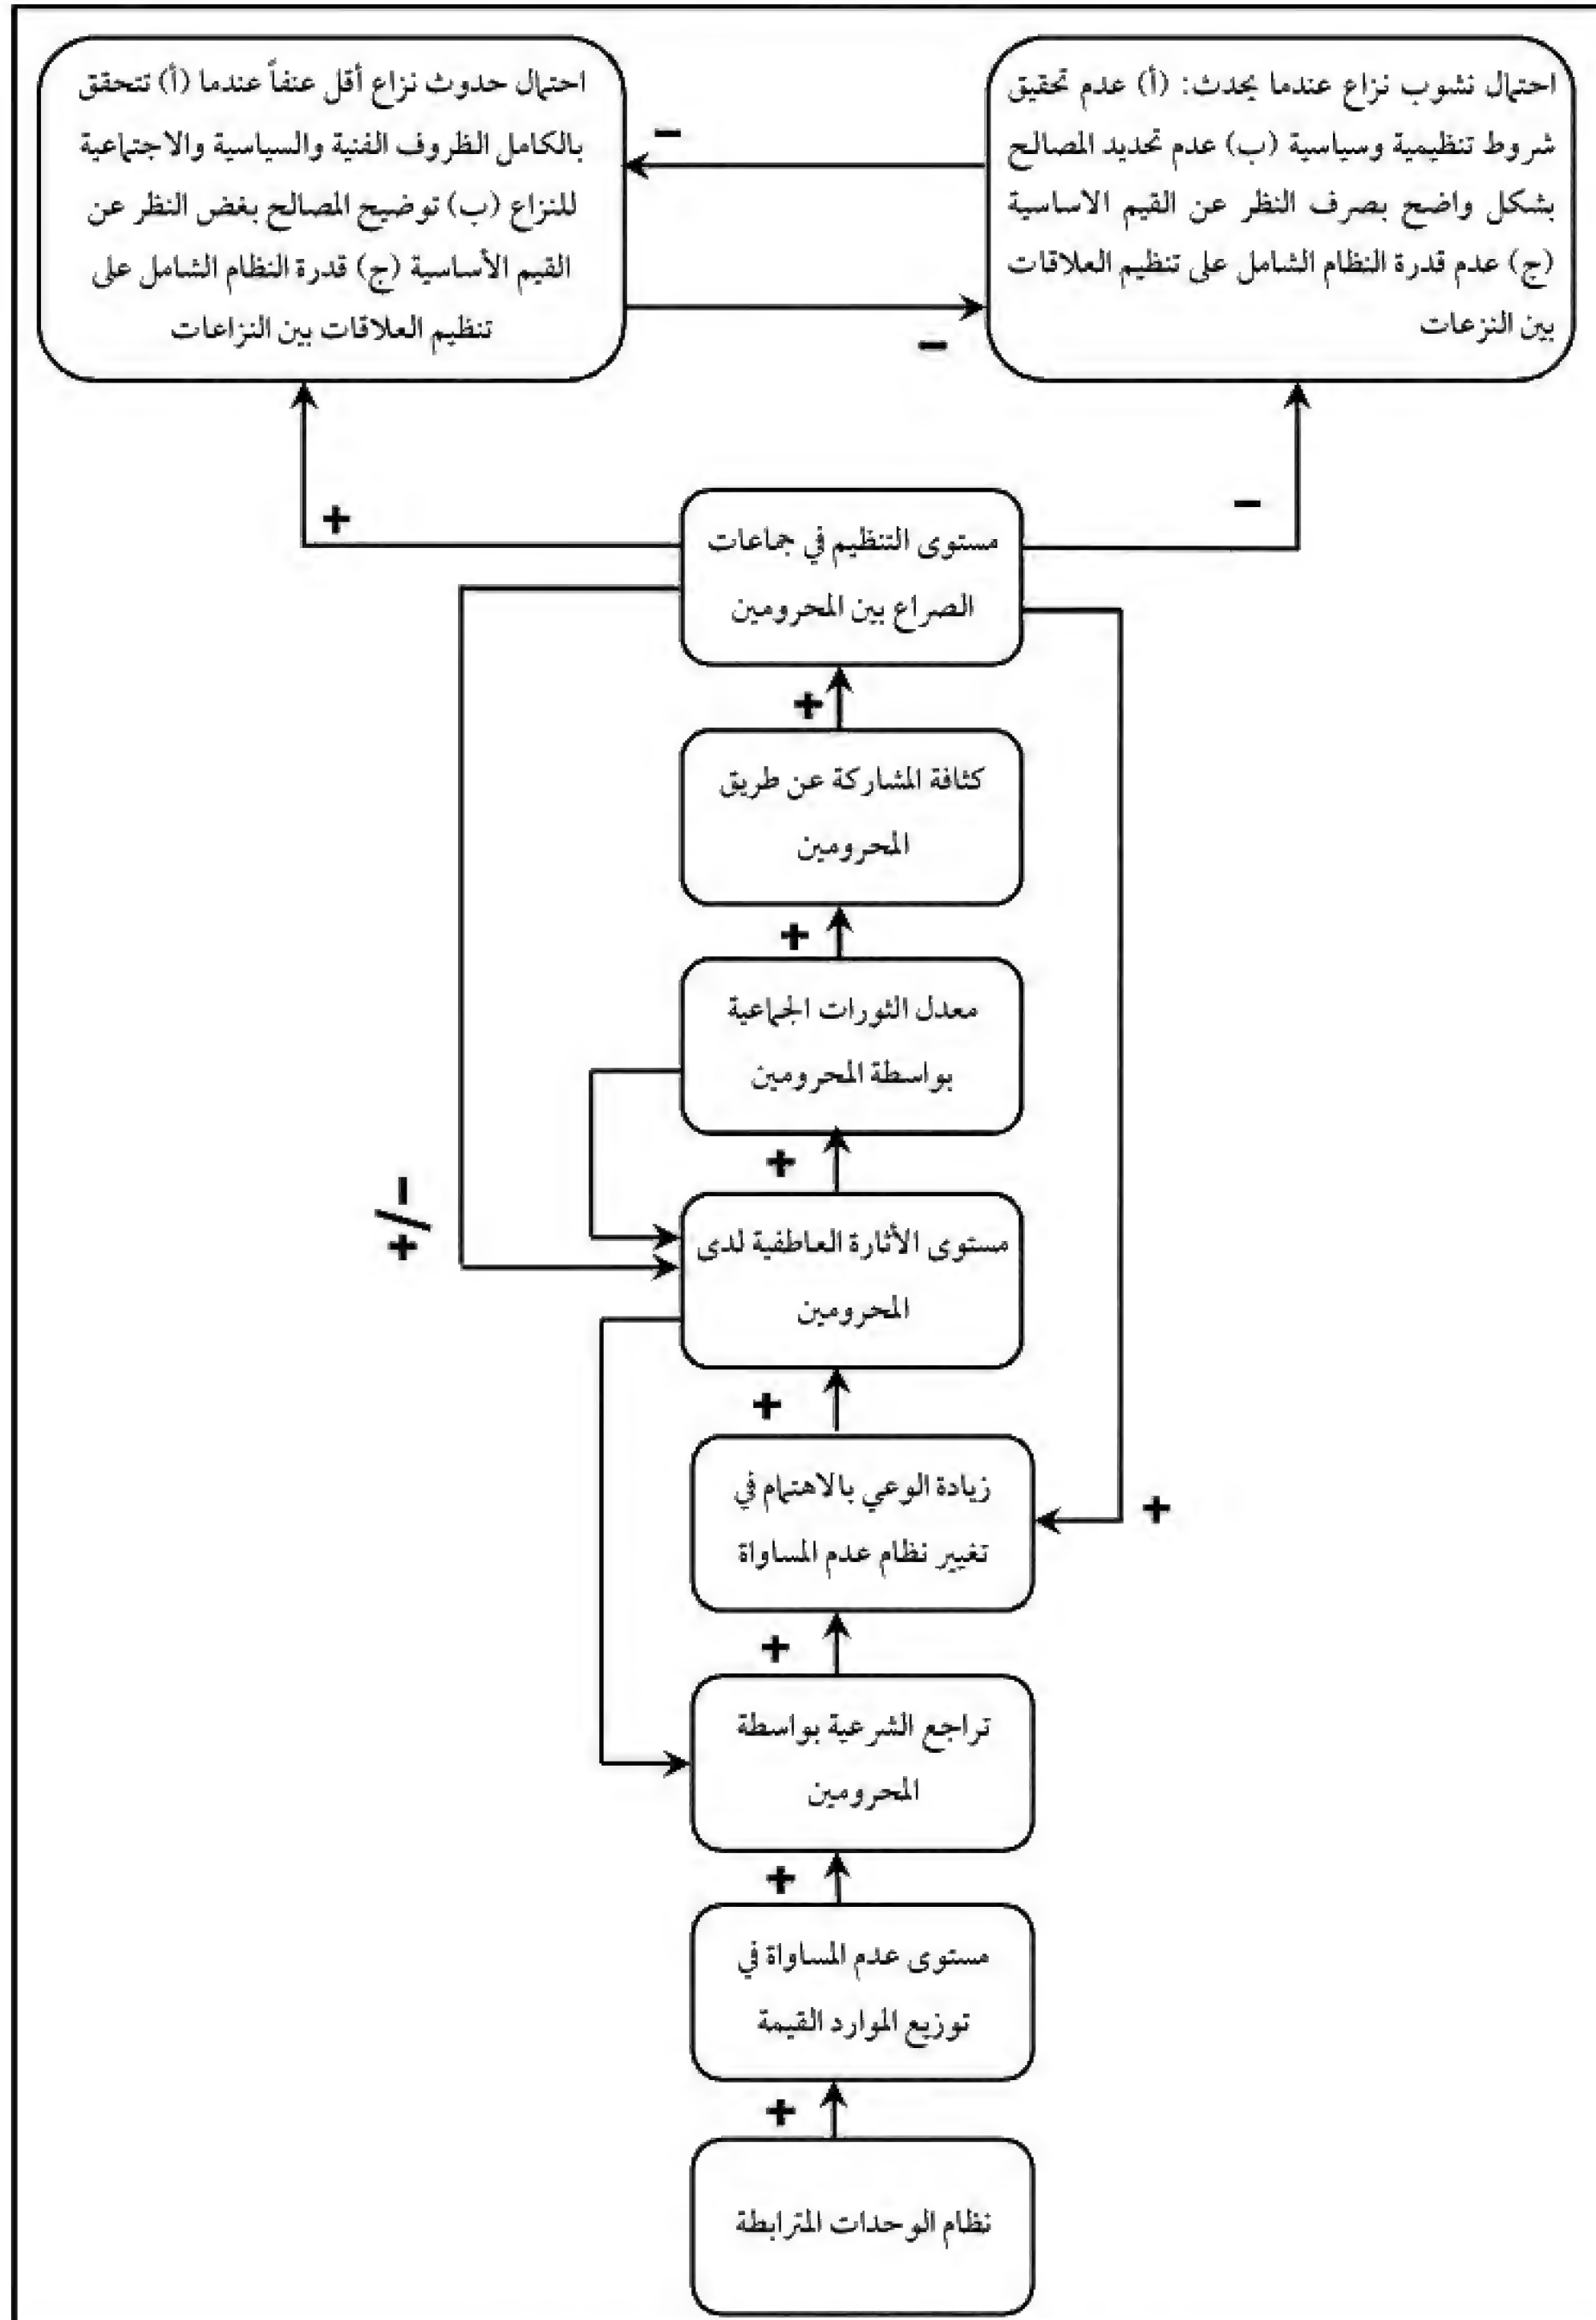 احتمال نشوب نزاع عندما يحدث: (أ) عدم تحقيق
شروط تنظيمية وسياسية (ب) عدم تحديد المصالح
بشكل واضح بصرف النظر عن القيم الاساسية
(ج) عدم قدرة النظام الشامل على تنظيم العلاقات
بين النزعات
احتمال حدوث نزاع أقل عنفاً عندما (أ) تتحقق
بالكامل الظروف الفنية والسياسية والاجتماعية
للنزاع (ب) توضيح المصالح بغض النظر عن
القيم الأساسية (ج) قدرة النظام الشامل على
تنظيم العلاقات بين النزاعات
−
−
−
+
مستوى التنظيم في جماعات
الصراع بين المحرومين
+
كثافة المشاركة عن طريق
المحرومين
+
معدل الثورات الجماعية
بواسطة المحرومين
+
+/−
مستوى الأثارة العاطفية لدى
المحرومين
+
زيادة الوعي بالاهتمام في
تغيير نظام عدم المساواة
+
+
تراجع الشرعية بواسطة
المحرومين
+
مستوى عدم المساواة في
توزيع الموارد القيمة
+
نظام الوحدات المترابطة